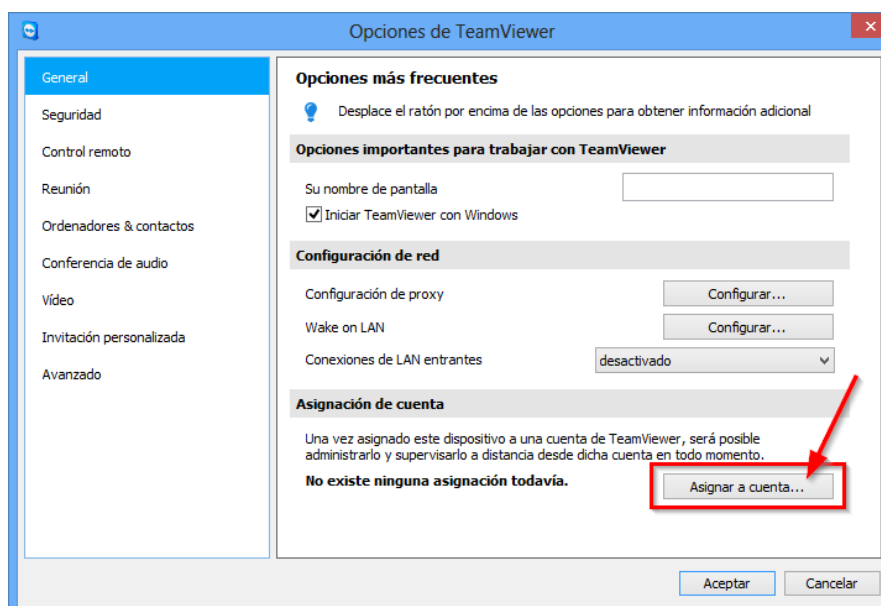 Opciones de TeamViewer
General
Seguridad
Control remoto
Reunión
Ordenadores & contactos
Conferencia de audio
Vídeo
Invitación personalizada
Avanzado
Opciones más frecuentes
Desplace el ratón por encima de las opciones para obtener información adicional
Opciones importantes para trabajar con TeamViewer
Su nombre de pantalla
Iniciar TeamViewer con Windows
Configuración de red
Configuración de proxy Configurar...
Wake on LAN Configurar...
Conexiones de LAN entrantes desactivado
Asignación de cuenta
Una vez asignado este dispositivo a una cuenta de TeamViewer, será posible
administrarlo y supervisarlo a distancia desde dicha cuenta en todo momento.
No existe ninguna asignación todavía. Asignar a cuenta...
Aceptar Cancelar